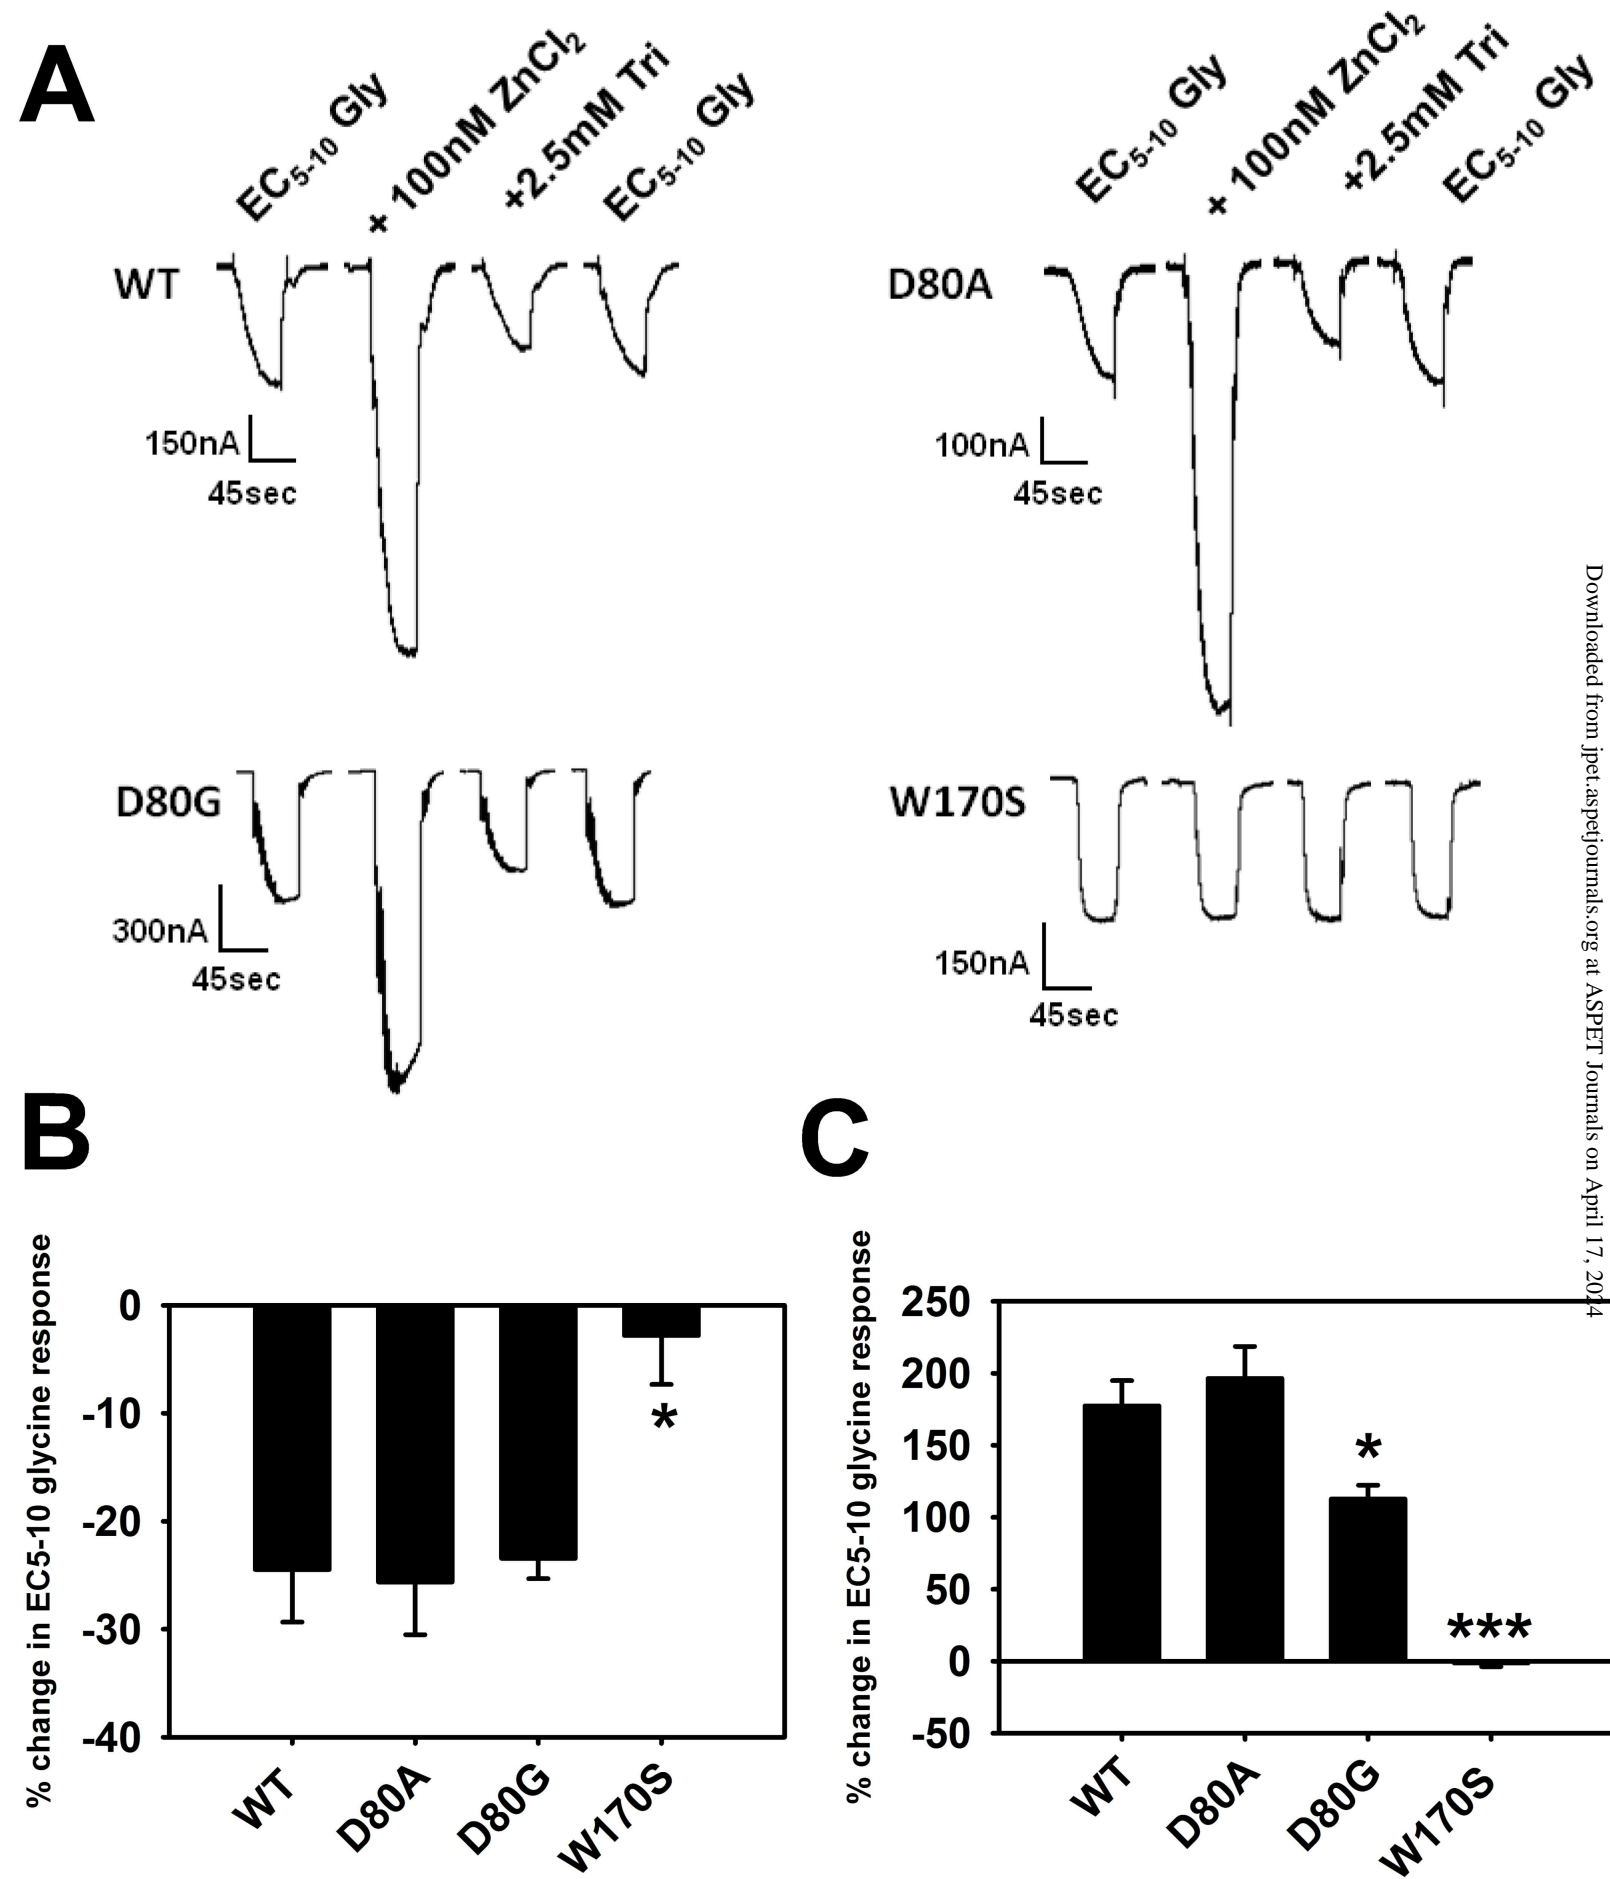 A
EC5-10 Gly
+ 100nM ZnCl2
+2.5mM Tri
EC5-10 Gly
EC5-10 Gly
+ 100nM ZnCl2
+2.5mM Tri
EC5-10 Gly
WT
150nA
45sec
D80A
100nA
45sec
D80G
300nA
45sec
W170S
150nA
45sec
B
% change in EC5-10 glycine response
0
-10
-20
-30
-40
*
WT
D80A
D80G
W170S
C
% change in EC5-10 glycine response
250
200
150
100
50
0
-50
*
***
WT
D80A
D80G
W170S
Downloaded from jpet.aspetjournals.org at ASPET Journals on April 17, 2024